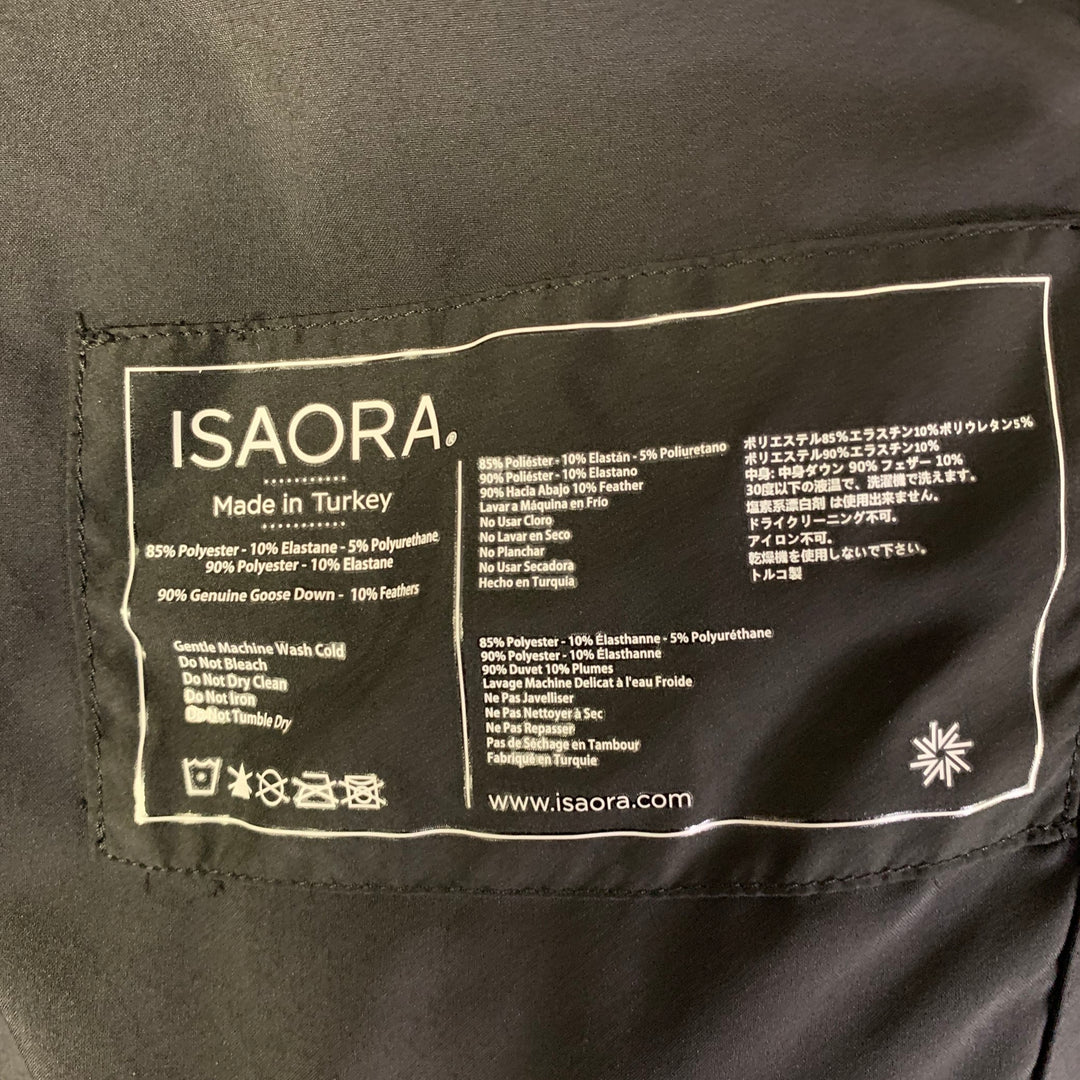 ISAORA®
Made in Turkey
85% Polyester - 10% Elastane - 5% Polyurethane
90% Polyester - 10% Elastane
90% Genuine Goose Down - 10% Feathers
Gentle Machine Wash Cold
Do Not Bleach
Do Not Dry Clean
Do Not Iron
Do Not Tumble Dry
85% Poliéster - 10% Elastán - 5% Poliuretano
90% Poliéster - 10% Elastano
90% Hacia Abajo 10% Feather
Lavar a Máquina en Frío
No Usar Cloro
No Lavar en Seco
No Planchar
No Usar Secadora
Hecho en Turquía
85% Polyester - 10% Élasthanne - 5% Polyuréthane
90% Polyester - 10% Élasthanne
90% Duvet 10% Plumes
Lavage Machine Delicat à l'eau Froide
Ne Pas Javelliser
Ne Pas Nettoyer à Sec
Ne Pas Repasser
Pas de Séchage en Tambour
Fabriqué en Turquie
www.isaora.com
ポリエステル85%エラスチン10%ポリウレタン5%
ポリエステル90%エラスチン10%
中身: 中身ダウン 90% フェザー 10%
30度以下の液温で、洗濯機で洗えます。
塩素系漂白剤 は使用出来ません。
ドライクリーニング不可。
アイロン不可。
乾燥機を使用しないで下さい。
トルコ製